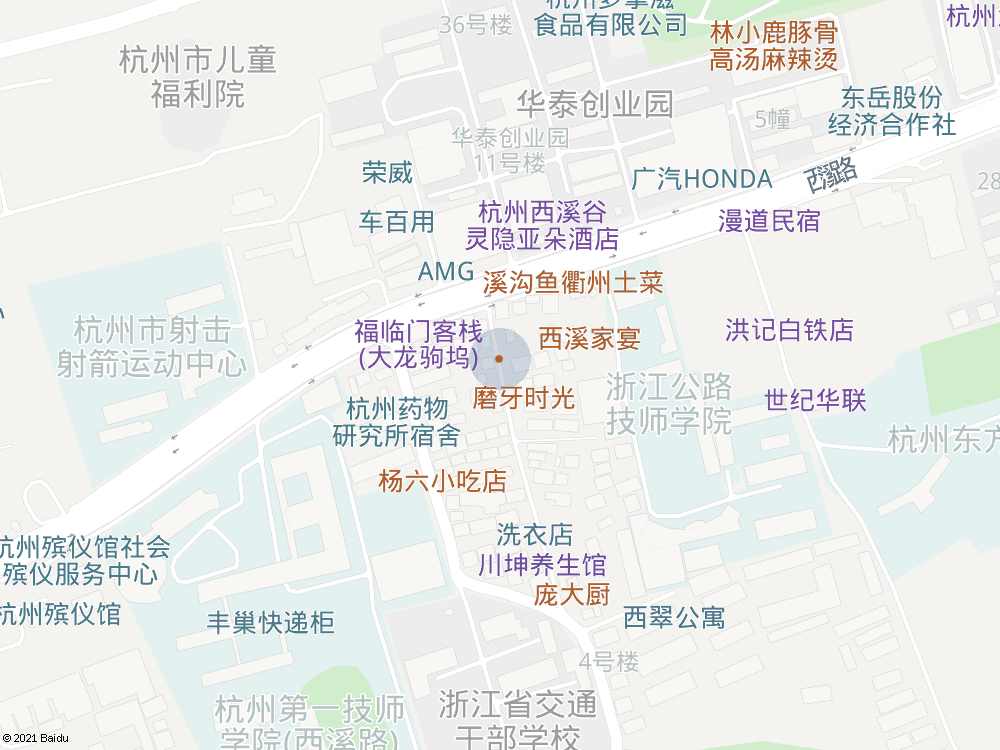 36号楼
食品有限公司
林小鹿豚骨
高汤麻辣烫
杭州市儿童
福利院
华泰创业园
东岳股份
经济合作社
5幢
华泰创业园
11号楼
荣威
广汽HONDA
西溪路
28
车百用
杭州西溪谷
灵隐亚朵酒店
漫道民宿
AMG
溪沟鱼衢州土菜
杭州市射击
射箭运动中心
福临门客栈
(大龙驹坞)
西溪家宴
洪记白铁店
磨牙时光
浙江公路
技师学院
世纪华联
杭州药物
研究所宿舍
杭州东方
杨六小吃店
洗衣店
杭州殡仪馆社会
殡仪服务中心
川坤养生馆
庞大厨
杭州殡仪馆
丰巢快递柜
西翠公寓
4号楼
杭州第一技师
学院(西溪路)
浙江省交通
干部学校
© 2021 Baidu